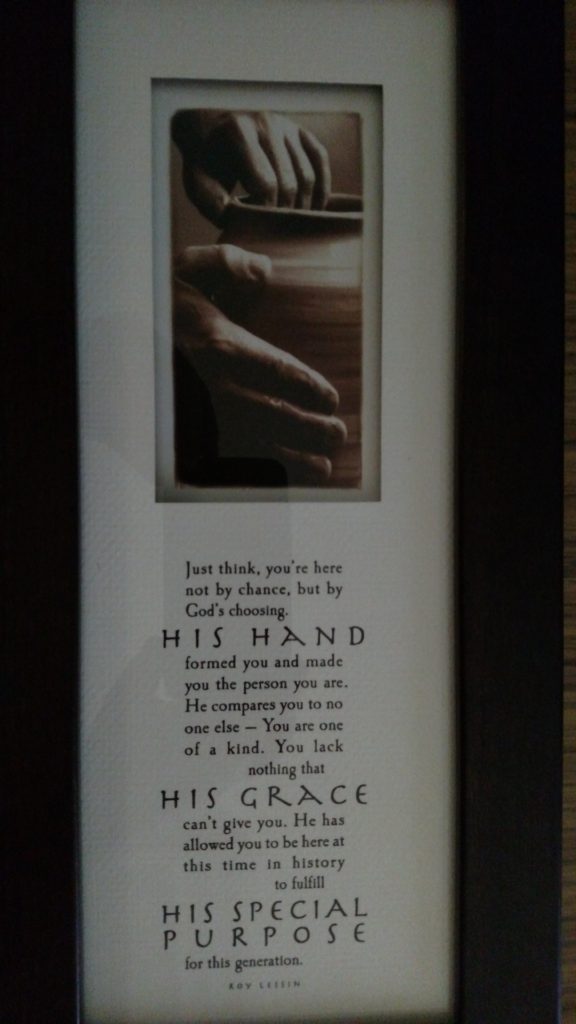 Just think, you're here
not by chance, but by
God's choosing.
HIS HAND
formed you and made
you the person you are.
He compares you to no
one else – You are one
of a kind. You lack
nothing that
HIS GRACE
can't give you. He has
allowed you to be here at
this time in history
to fulfill
HIS SPECIAL
PURPOSE
for this generation.
ROY LESSIN